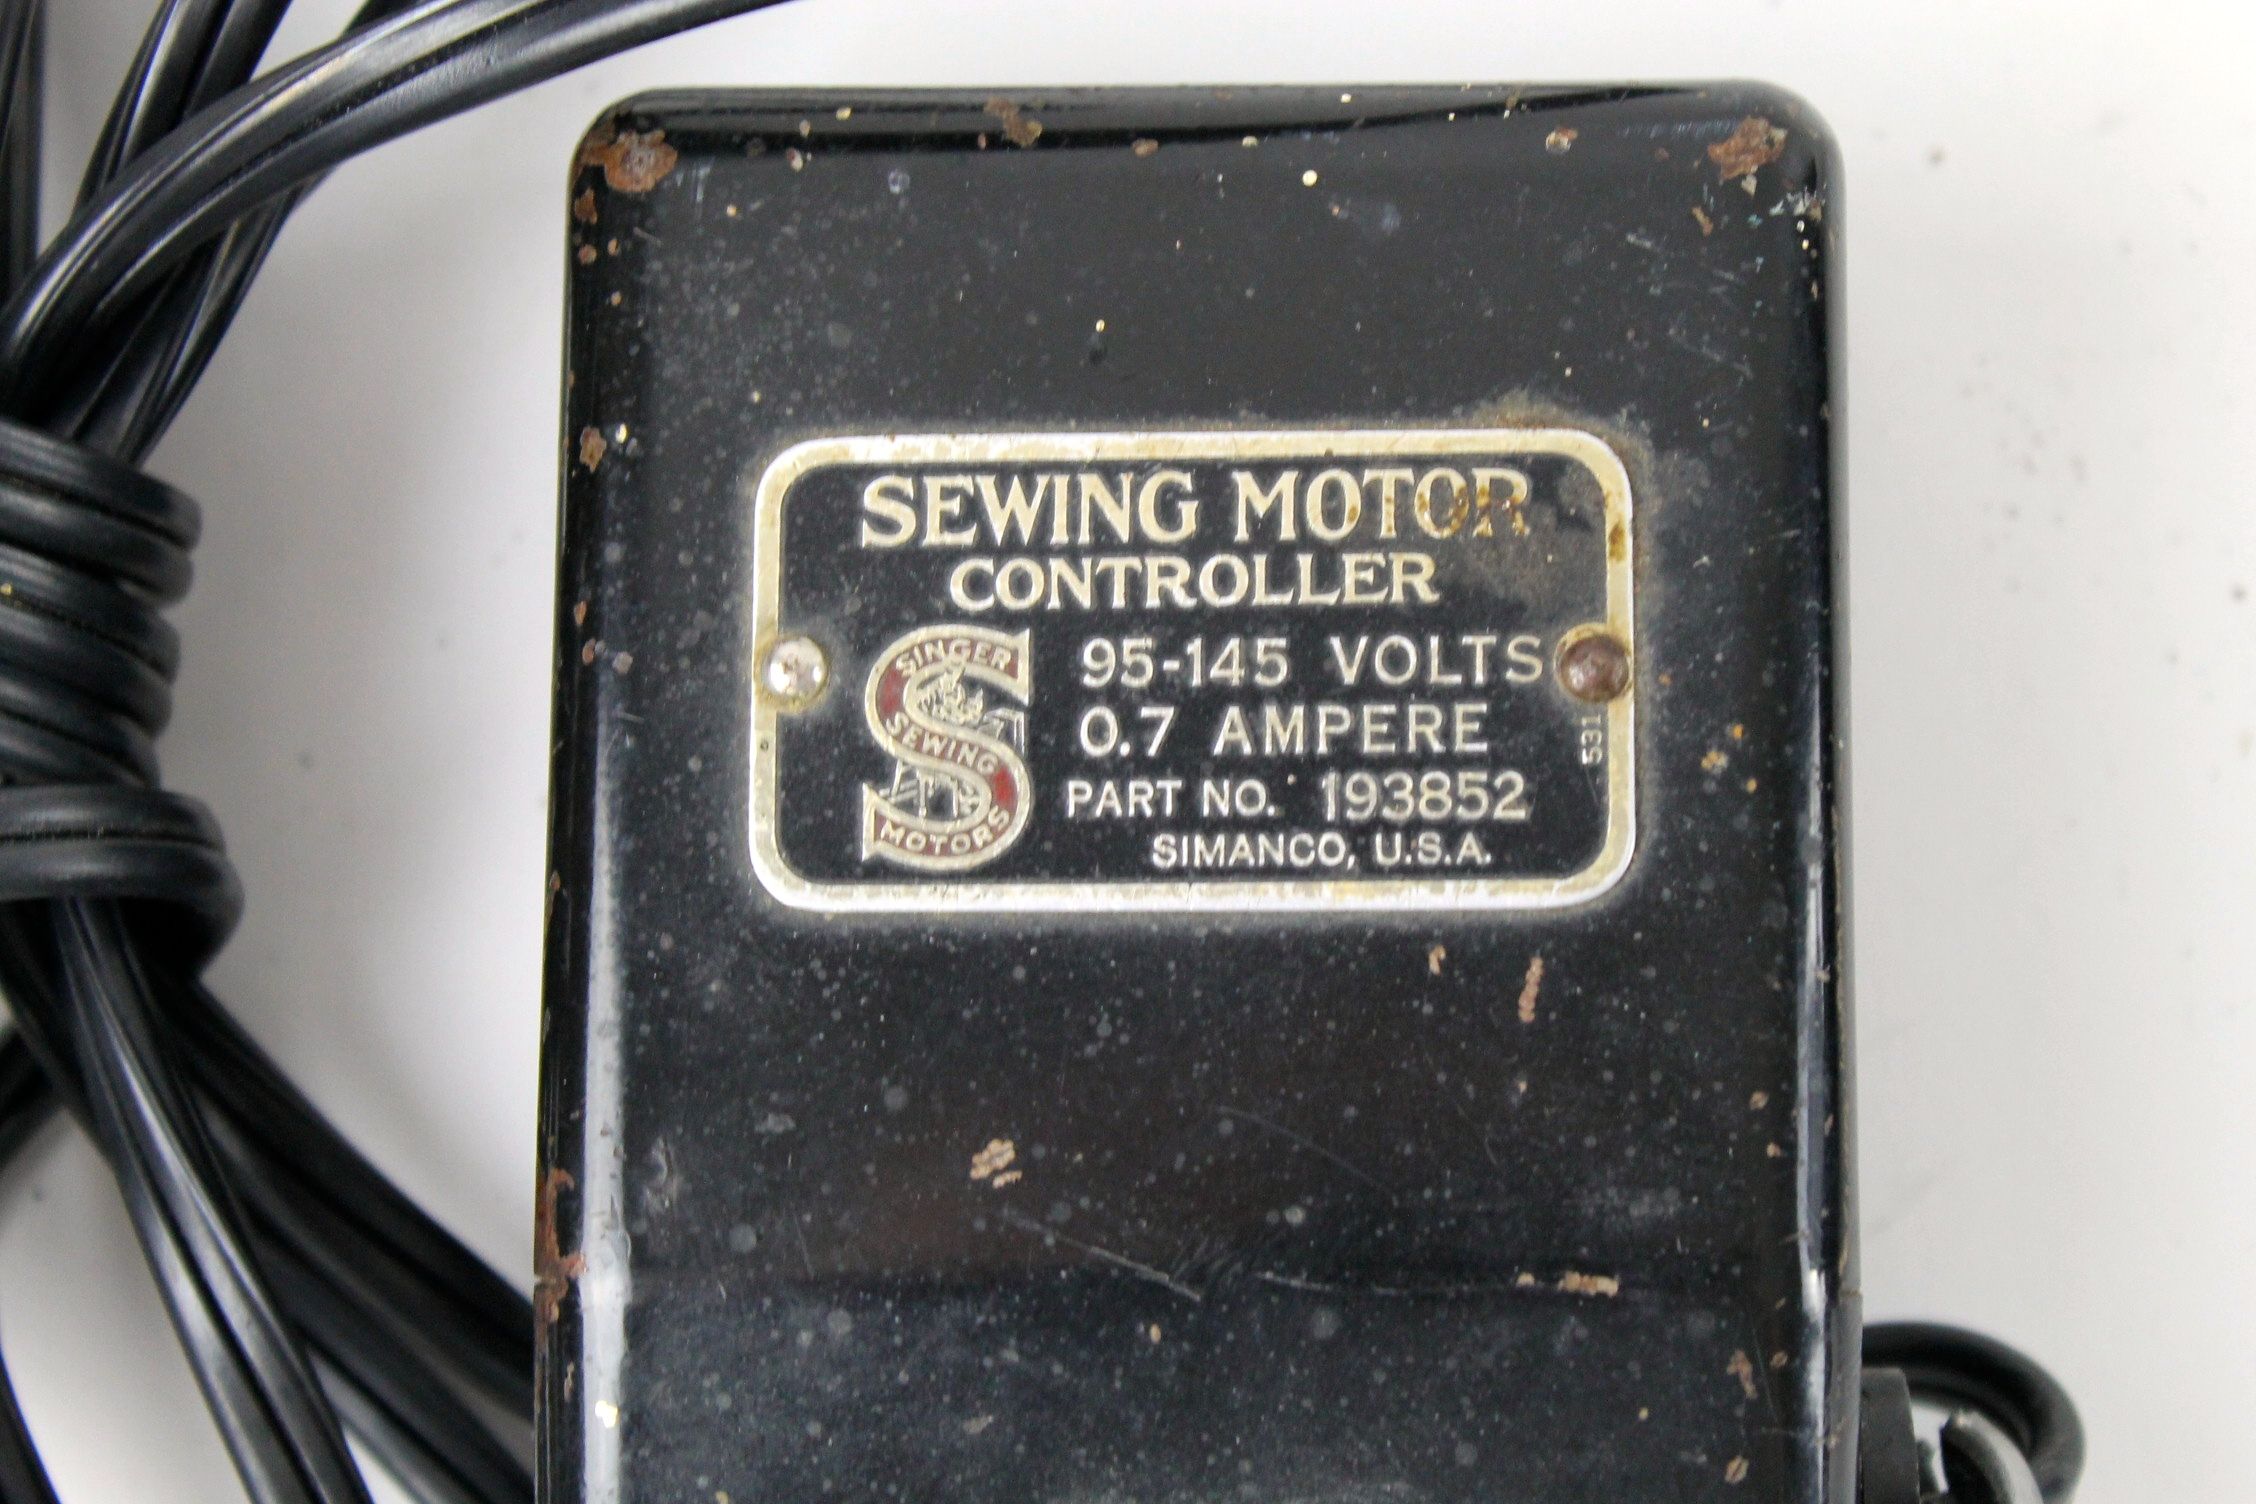 SEWING MOTOR
CONTROLLER
SINGER
SEWING
MOTORS
95-145 VOLTS
0.7 AMPERE
PART NO. 193852
SIMANCO, U.S.A.
531